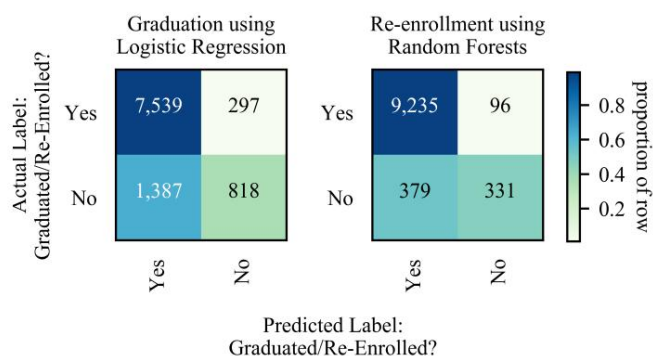 Graduation using
Logistic Regression
Re-enrollment using
Random Forests
Actual Label:
Graduated/Re-Enrolled?
Yes
7,539
297
No
1,387
818
Yes
No
Yes
9,235
96
No
379
331
Yes
No
0.8
0.6
0.4
0.2
proportion of row
Predicted Label:
Graduated/Re-Enrolled?